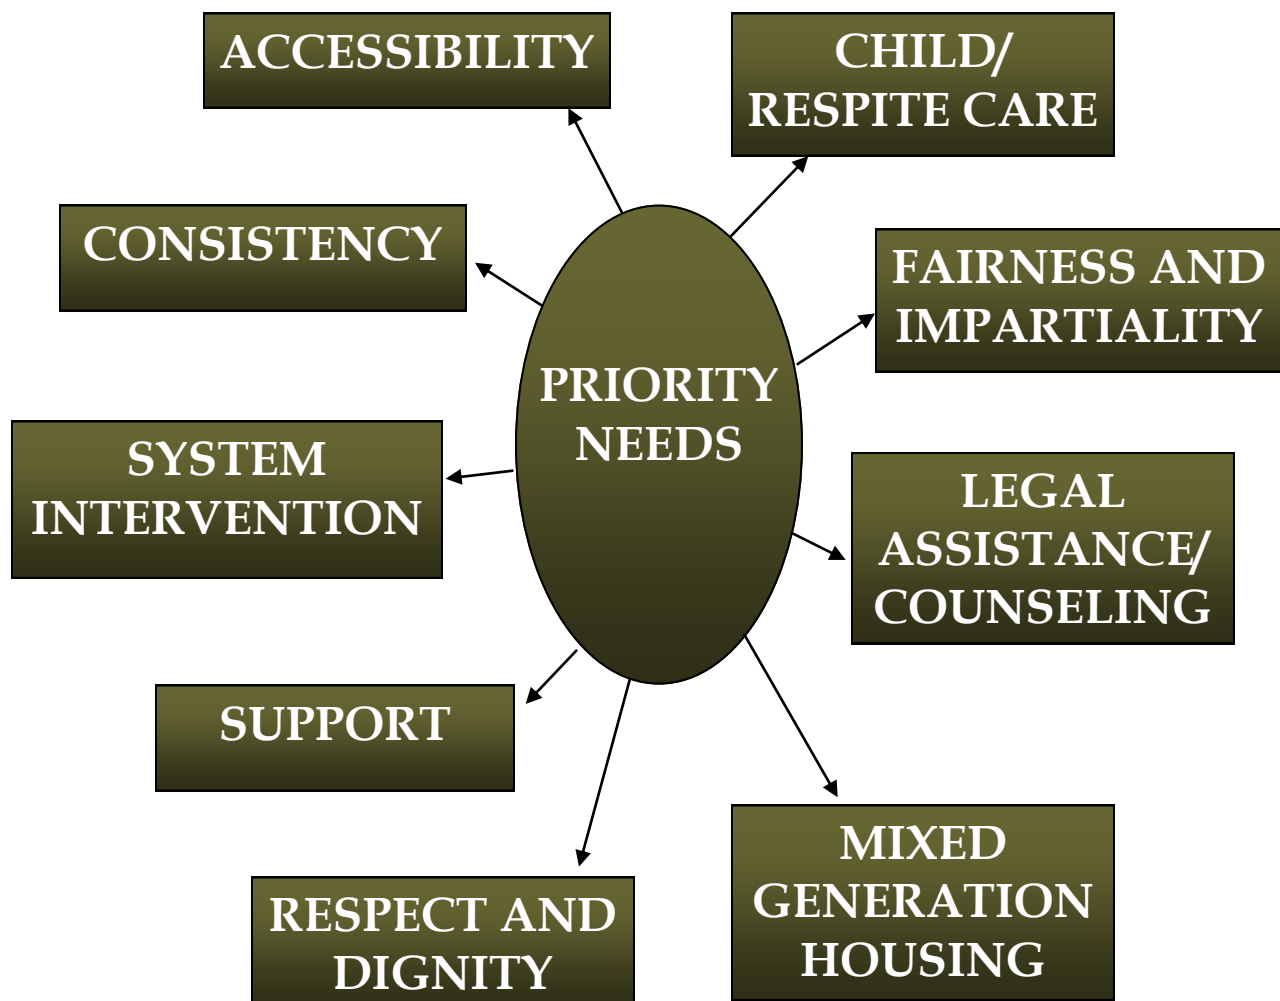 ACCESSIBILITY
CHILD/
RESPITE CARE
CONSISTENCY
FAIRNESS AND
IMPARTIALITY
PRIORITY
NEEDS
SYSTEM
INTERVENTION
LEGAL
ASSISTANCE/
COUNSELING
SUPPORT
MIXED
GENERATION
HOUSING
RESPECT AND
DIGNITY